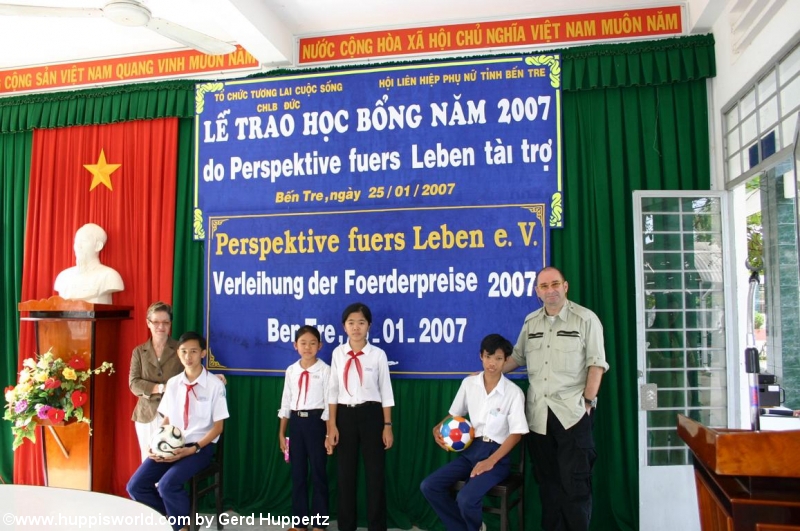 NƯỚC CỘNG HÒA XÃ HỘI CHỦ NGHĨA VIỆT NAM MUÔN NĂM
CỘNG SẢN VIỆT NAM QUANG VINH MUÔN NĂM
TỔ CHỨC TƯƠNG LAI CUỘC SỐNG
CHLB ĐỨC
HỘI LIÊN HIỆP PHỤ NỮ TỈNH BẾN TRE
LỄ TRAO HỌC BỔNG NĂM 2007
do Perspektive fuers Leben tài trợ
Bến Tre, ngày 25/01/2007
Perspektive fuers Leben e. V.
Verleihung der Foerderpreise 2007
Ben Tre, .01.2007
www.huppisworld.com by Gerd Huppertz